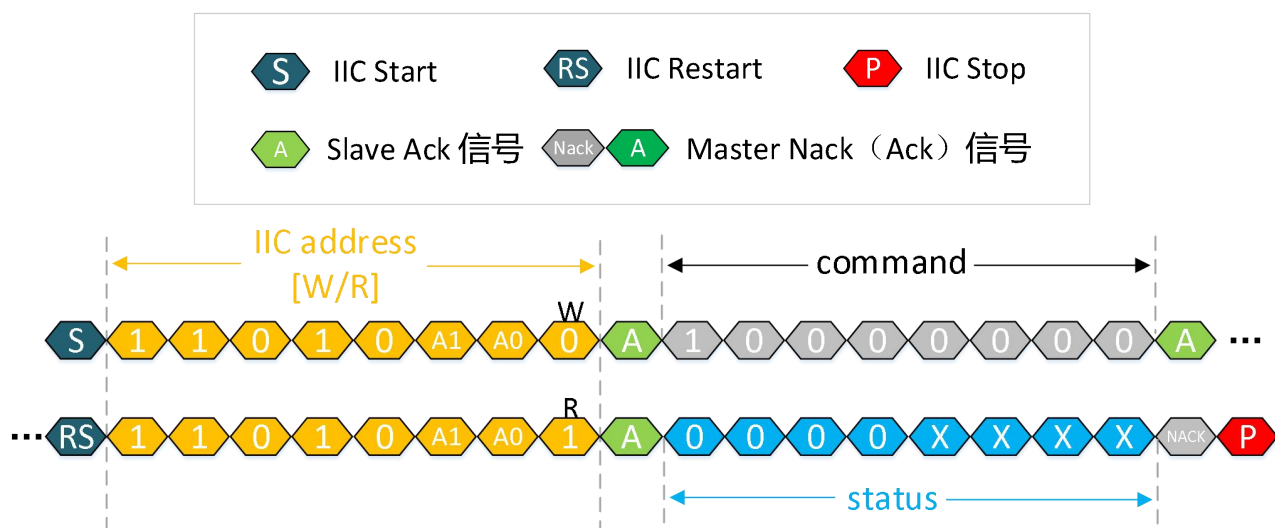 S IIC Start RS IIC Restart P IIC Stop
A Slave Ack 信号 Nack A Master Nack（Ack）信号
IIC address
[W/R]
command
W
S 1 1 0 1 0 A1 A0 0 A 1 0 0 0 0 0 0 A ...
R
... RS 1 1 0 1 0 A1 A0 1 A 0 0 0 0 X X X X NACK P
status